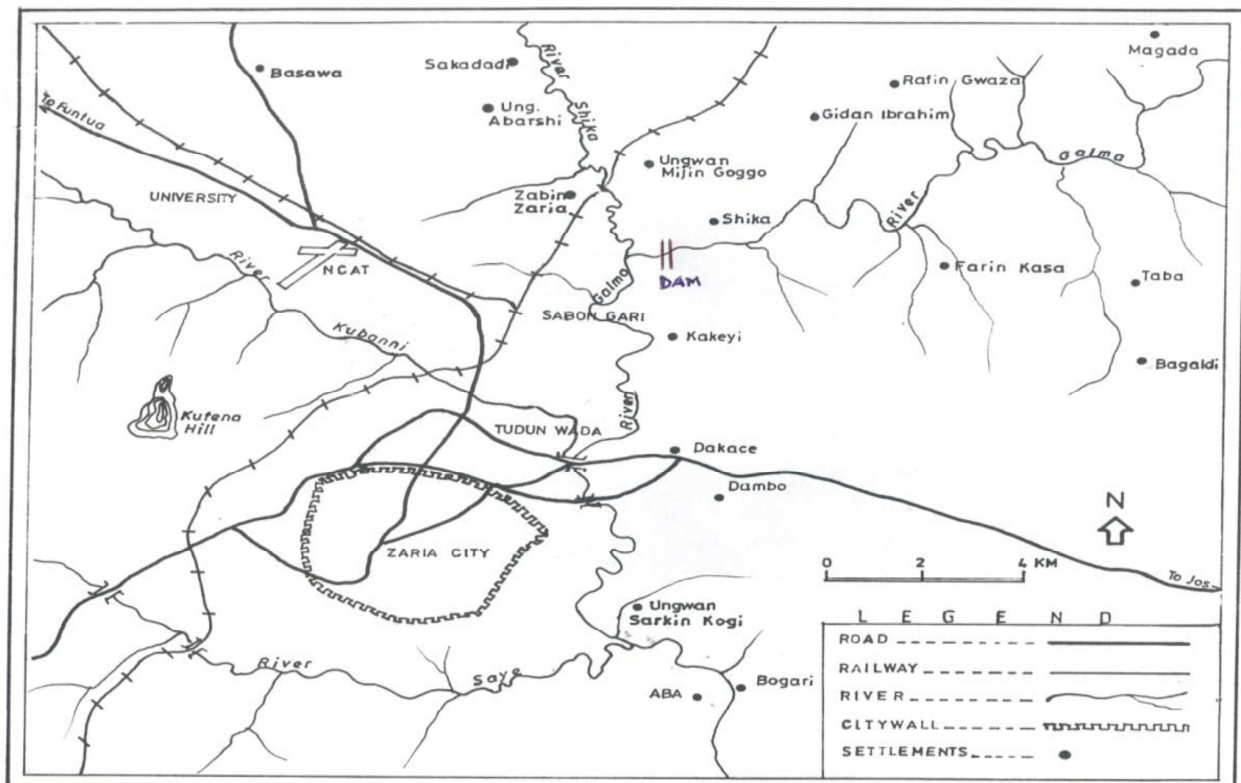 Magada
Basawa
Sakadadi
River
Shika
Rafin Gwaza
Gidan Ibrahim
To Funtua
Ung.
Abarshi
Galma
River
Ungwan
Mifin Goggo
UNIVERSITY
Zabin
Zaria
Shika
River
NCAT
DAM
Farin Kasa
Taba
Galma
SABON GARI
Kubanni
Kakeyi
Bagaldi
Kufena
Hill
River
TUDUN WADA
Dakace
Dambo
N
ZARIA CITY
0 2 4 KM
To Jos
Ungwan
Sarkin Kogi
River
Saye
ABA
Bogari
L E G E N D
ROAD
RAILWAY
RIVER
CITYWALL
SETTLEMENTS